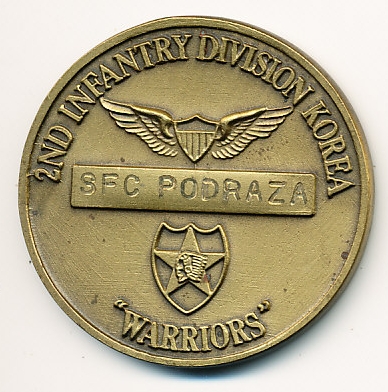 2ND INFANTRY DIVISION KOREA
SFC PODRAZA
"WARRIORS"